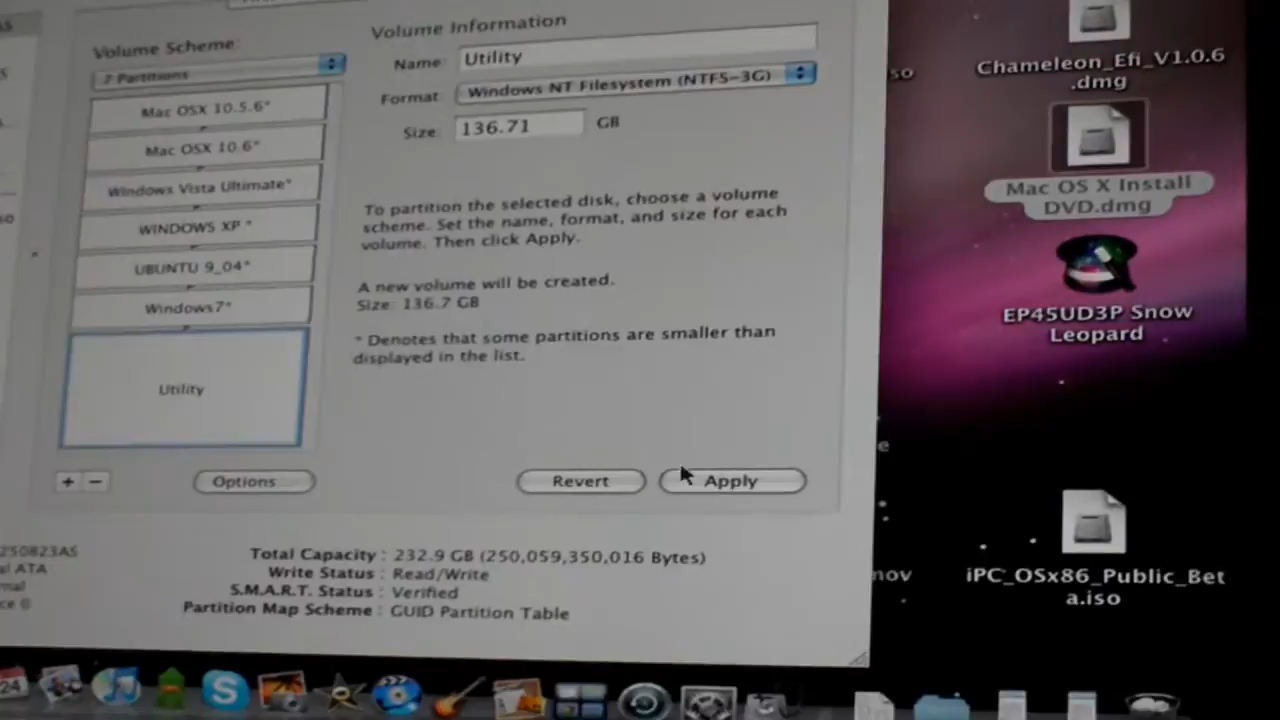 Volume Scheme:
7 Partitions
Mac OSX 10.5.6*
Mac OSX 10.6*
Windows Vista Ultimate*
WINDOWS XP *
UBUNTU 9_04*
Windows7*
Utility
+ −
Options
Volume Information
Name: Utility
Format: Windows NT Filesystem (NTFS-3G)
Size: 136.71 GB
To partition the selected disk, choose a volume
scheme. Set the name, format, and size for each
volume. Then click Apply.
A new volume will be created.
Size: 136.7 GB
* Denotes that some partitions are smaller than
displayed in the list.
Revert
Apply
250823AS
Total Capacity : 232.9 GB (250,059,350,016 Bytes)
Write Status : Read/Write
S.M.A.R.T. Status : Verified
Partition Map Scheme : GUID Partition Table
al ATA
Chameleon_Efi_V1.0.6
.dmg
Mac OS X Install
DVD.dmg
EP45UD3P Snow
Leopard
iPC_OSx86_Public_Bet
a.iso
so
mov
24